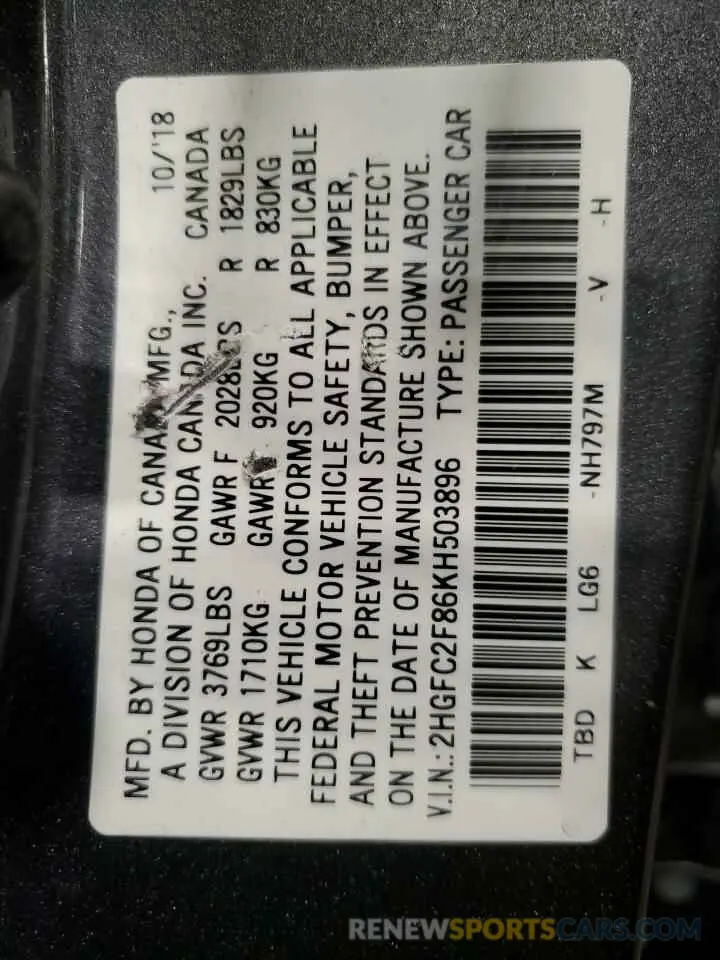 10/'18
MFD. BY HONDA OF MFG.,
A DIVISION OF HONDA CANADA INC. CANADA
GVWR 3769LBS GAWR F 2028LBS R 1829LBS
GVWR 1710KG GAWR 920KG R 830KG
THIS VEHICLE CONFORMS TO ALL APPLICABLE
FEDERAL MOTOR VEHICLE SAFETY, BUMPER,
AND THEFT PREVENTION STANDARDS IN EFFECT
ON THE DATE OF MANUFACTURE SHOWN ABOVE.
V.I.N.: 2HGFC2F86KH503896 TYPE: PASSENGER CAR
TBD K LG6 -NH797M -V -H
RENEWSPORTSCARS.COM